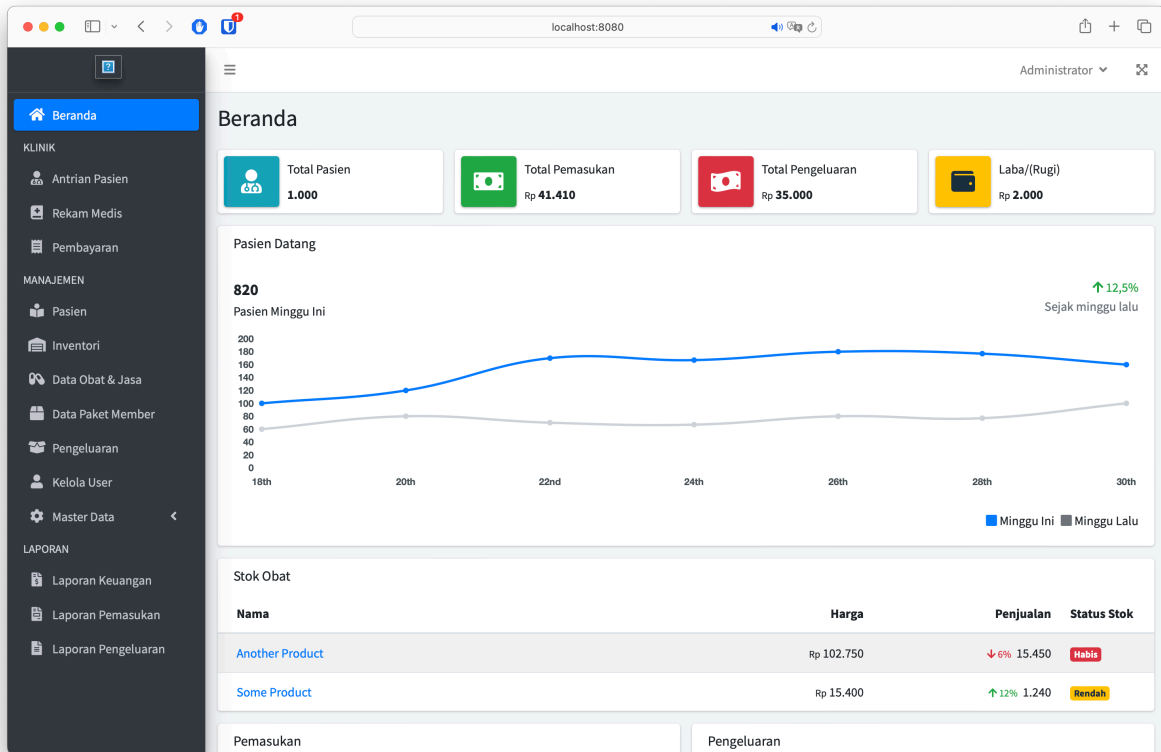 1
localhost:8080
Administrator
Beranda
KLINIK
Antrian Pasien
Rekam Medis
Pembayaran
MANAJEMEN
Pasien
Inventori
Data Obat & Jasa
Data Paket Member
Pengeluaran
Kelola User
Master Data
LAPORAN
Laporan Keuangan
Laporan Pemasukan
Laporan Pengeluaran
Beranda
Total Pasien
1.000
Total Pemasukan
Rp 41.410
Total Pengeluaran
Rp 35.000
Laba/(Rugi)
Rp 2.000
Pasien Datang
820
Pasien Minggu Ini
12,5%
Sejak minggu lalu
200
180
160
140
120
100
80
60
40
20
0
18th 20th 22nd 24th 26th 28th 30th
Minggu Ini Minggu Lalu
Stok Obat
Nama Harga Penjualan Status Stok
Another Product Rp 102.750 6% 15.450 Habis
Some Product Rp 15.400 12% 1.240 Rendah
Pemasukan
Pengeluaran